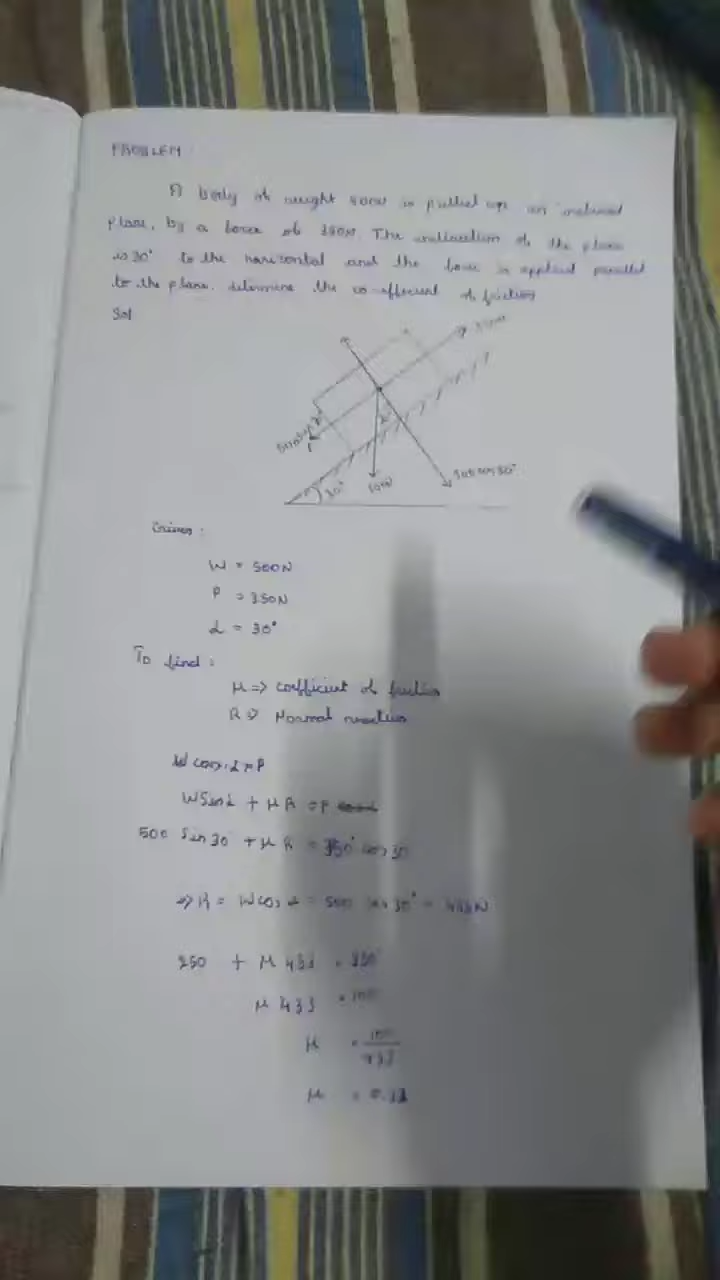 PROBLEM
A body of weight 500N is pulled up an inclined
plane, by a force of 350N. The inclination of the plane
is 30° to the horizontal and the force is applied parallel
to the plane. determine the co-efficient of friction
Sol
30°
500 cos 30°
Given:
W = 500N
P = 350N
α = 30°
To find:
μ => coefficient of friction
R => Normal reaction
W sinα + μR = P
500 sin 30 + μR =
=> R = W cos α = 500 cos 30° = 433N
250 + μ 433 = 350
μ 433 = 100
μ = 100
433
μ =